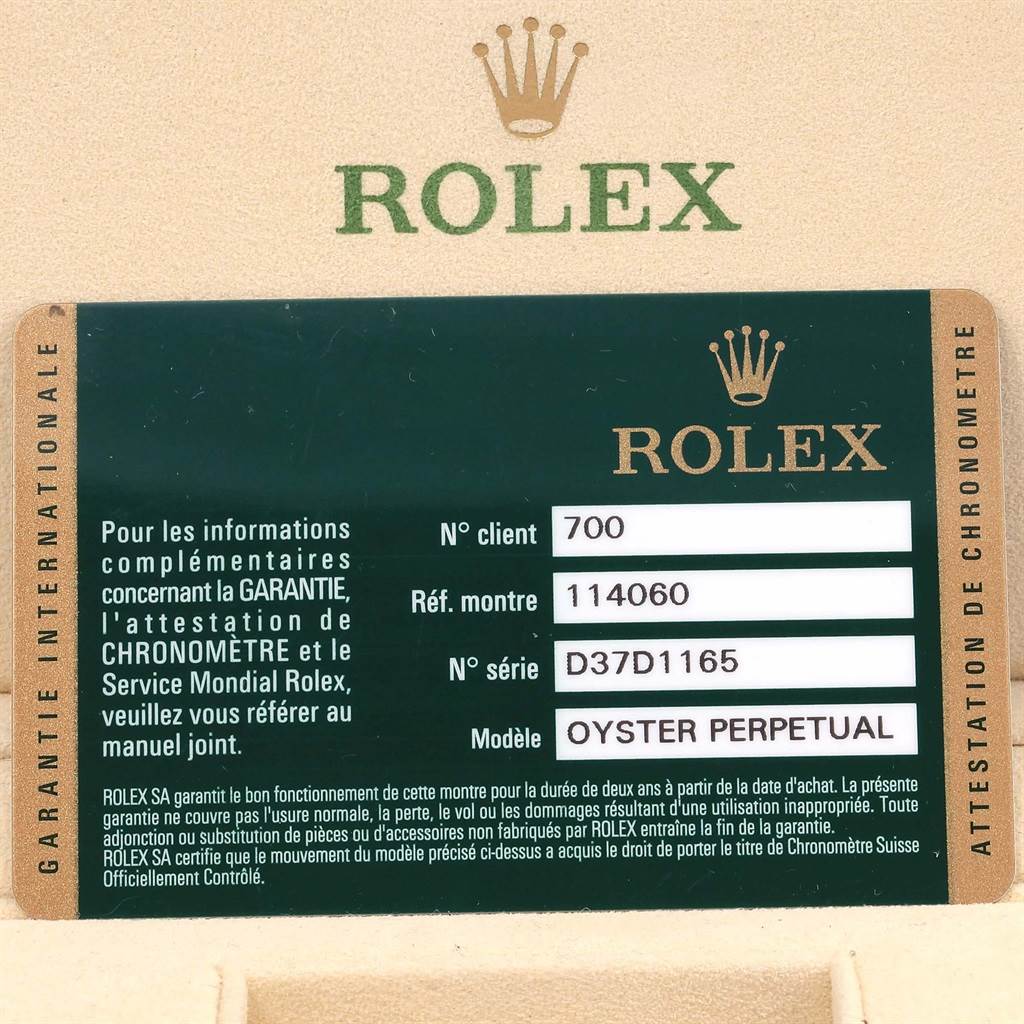 ROLEX
ROLEX
GARANTIE INTERNATIONALE
Pour les informations
complémentaires
concernant la GARANTIE,
l'attestation de
CHRONOMÈTRE et le
Service Mondial Rolex,
veuillez vous référer au
manuel joint.
N° client 700
Réf. montre 114060
N° série D37D1165
Modèle OYSTER PERPETUAL
ROLEX SA garantit le bon fonctionnement de cette montre pour la durée de deux ans à partir de la date d'achat. La présente
garantie ne couvre pas l'usure normale, la perte, le vol ou les dommages résultant d'une utilisation inappropriée. Toute
adjonction ou substitution de pièces ou d'accessoires non fabriqués par ROLEX entraîne la fin de la garantie.
ROLEX SA certifie que le mouvement du modèle précisé ci-dessus a acquis le droit de porter le titre de Chronomètre Suisse
Officiellement Contrôlé.
ATTESTATION DE CHRONOMETRE